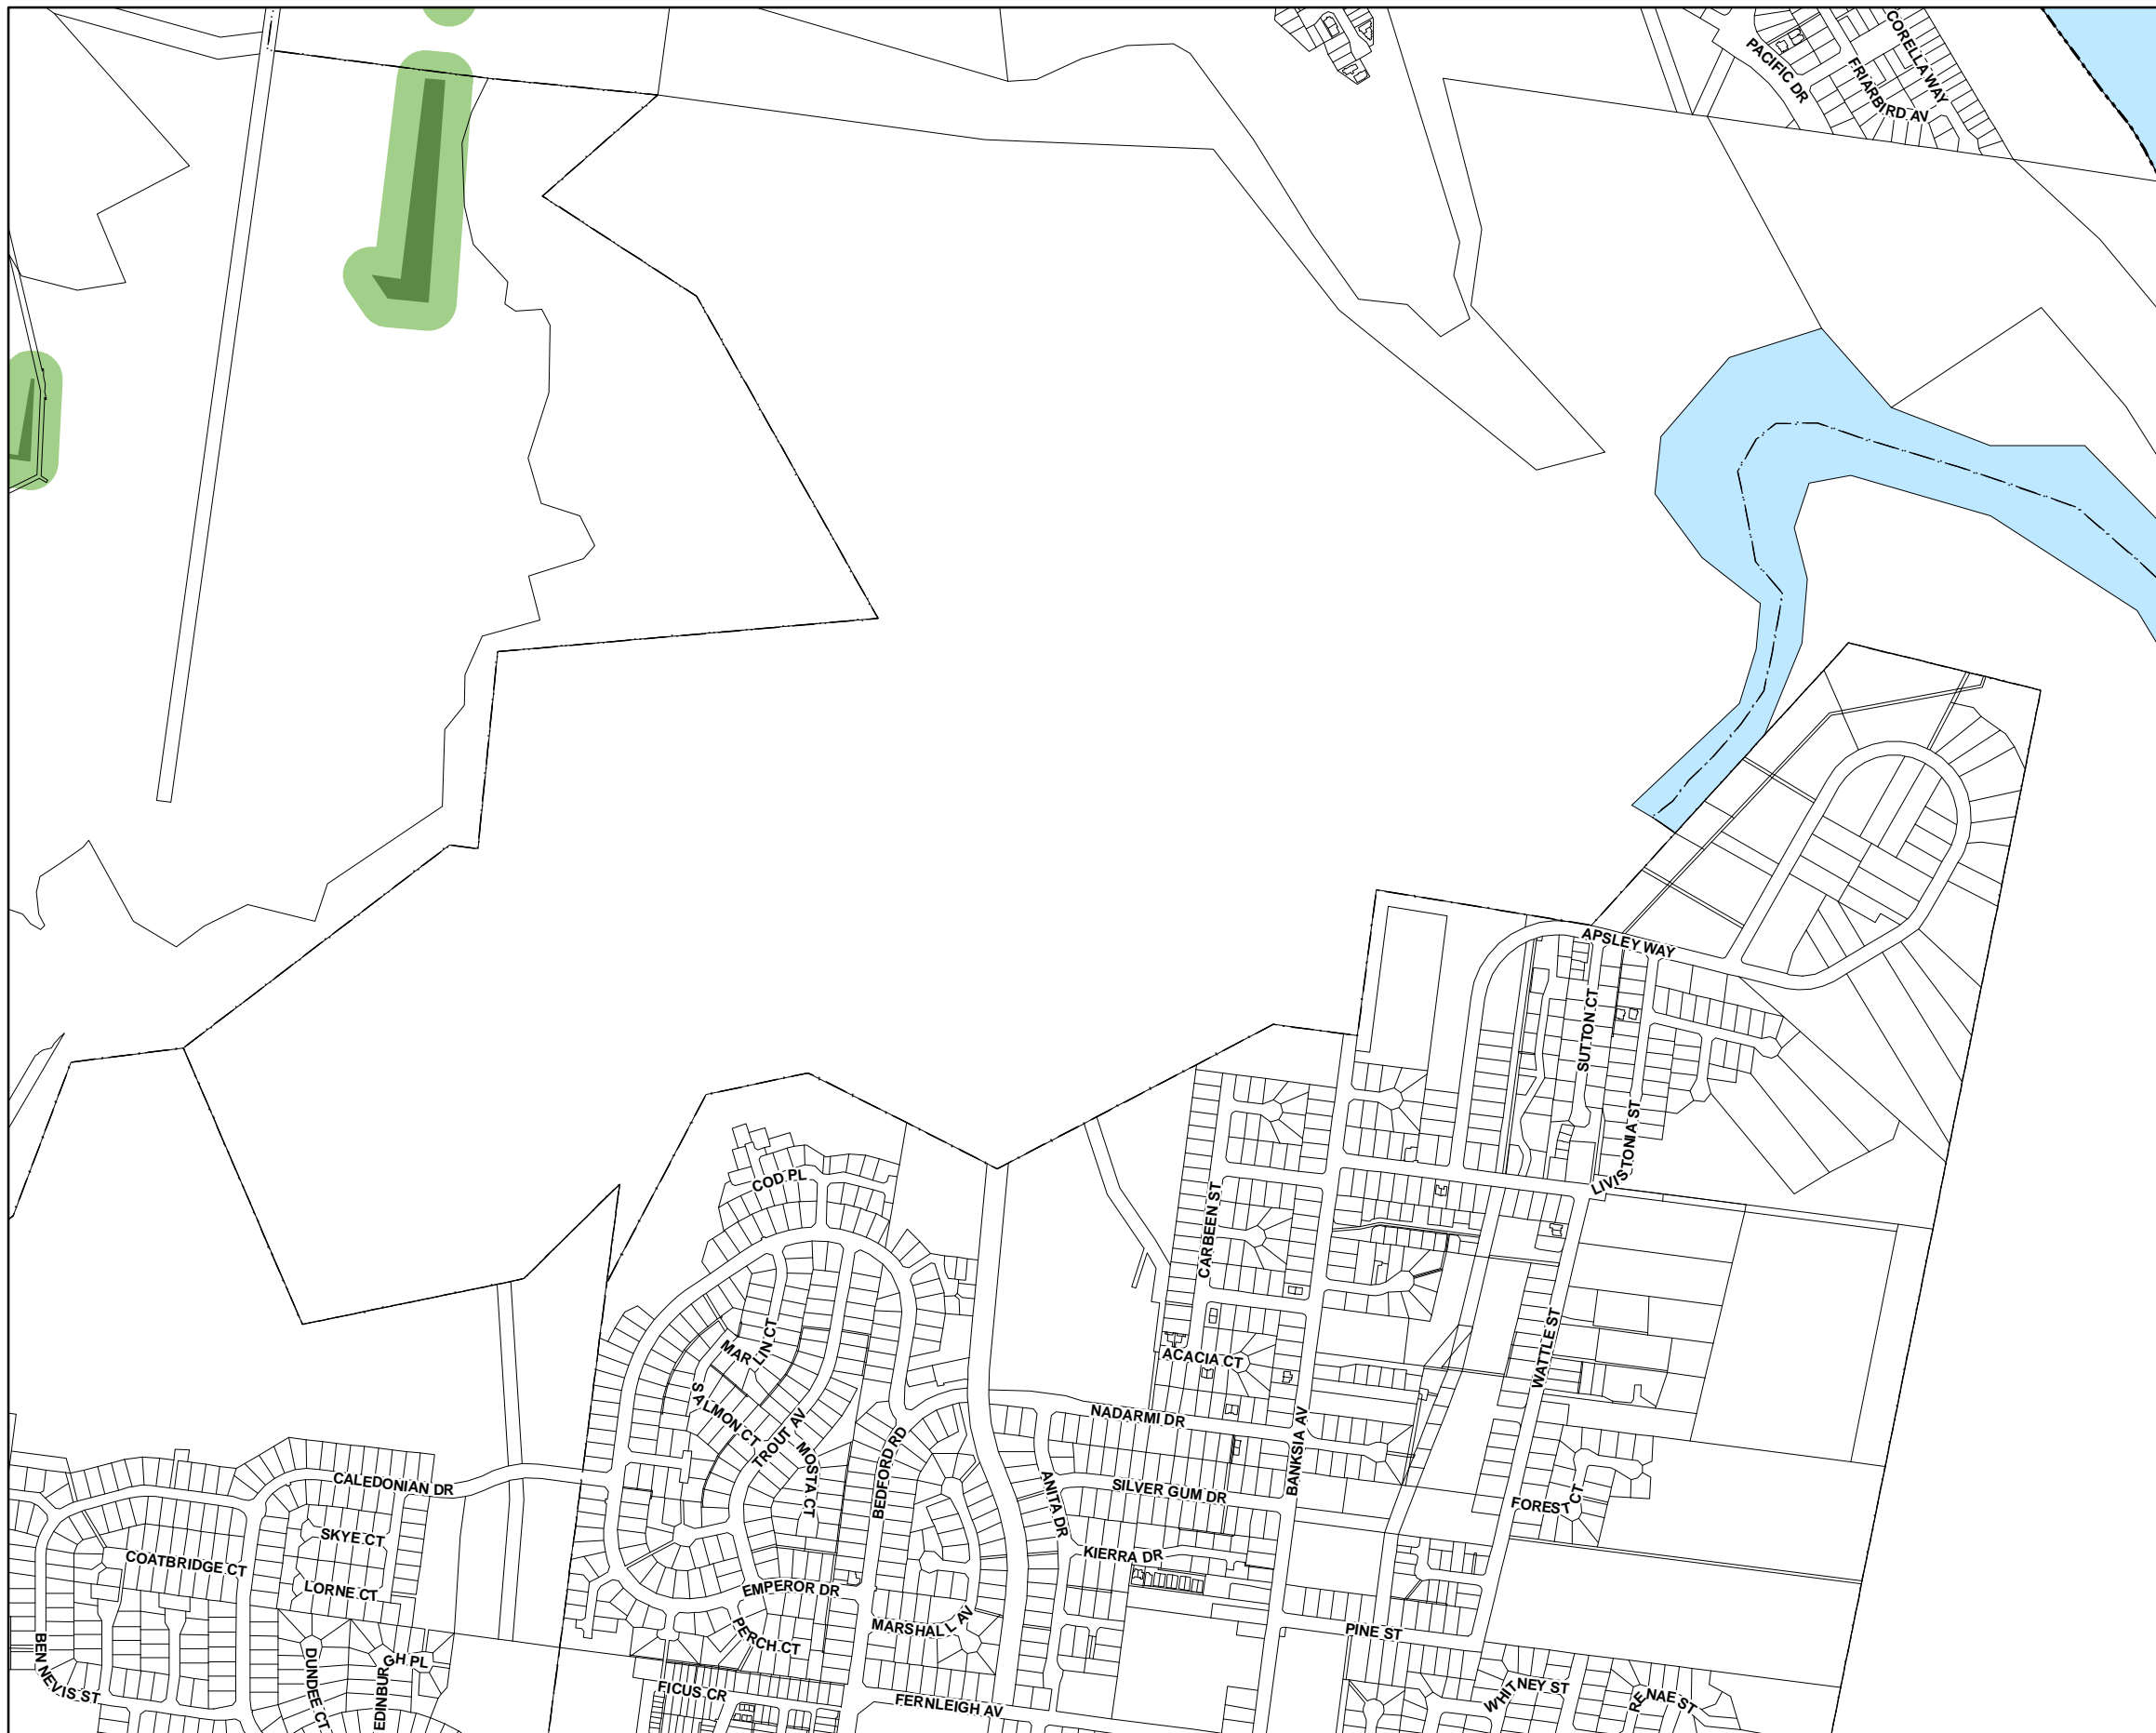 CORELLA WAY
PACIFIC DR
FRIARBIRD AV
APSLEY WAY
SUTTON CT
LIVISTONIA ST
COD PL
CARBEEN ST
MARLIN CT
ACACIA CT
WATTLE ST
SALMON CT
TROUT AV
MOSTA CT
BEDFORD RD
NADARMI DR
BANKSIA AV
CALEDONIAN DR
ANITA DR
SILVER GUM DR
FOREST CT
SKYE CT
COATBRIDGE CT
KIERRA DR
LORNE CT
EMPEROR DR
MARSHALL AV
PERCH CT
PINE ST
BEN NEVIS ST
DUNDEE CT
EDINBURGH PL
FICUS CR
FERNLEIGH AV
WHITNEY ST
RENAE ST